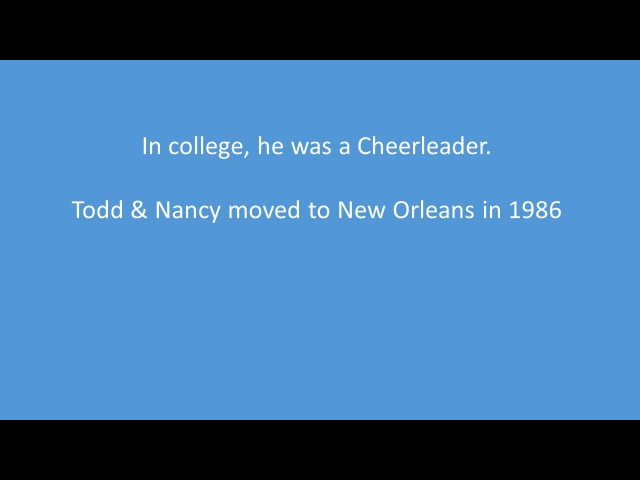 In college, he was a Cheerleader.
Todd & Nancy moved to New Orleans in 1986